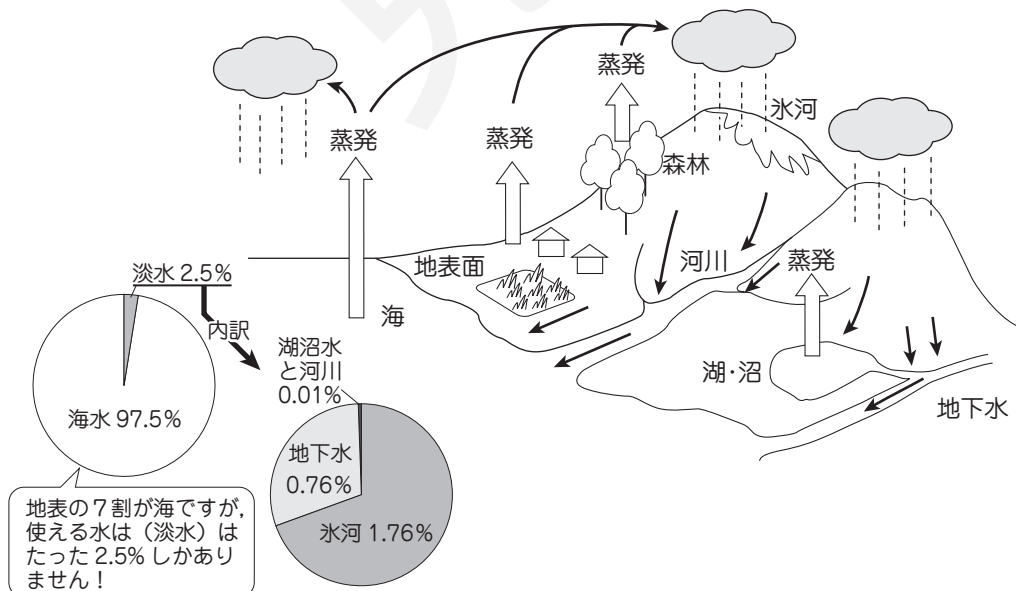 蒸発
氷河
蒸発
蒸発
森林
地表面
河川
蒸発
海
湖・沼
地下水
淡水 2.5%
内訳
海水 97.5%
湖沼水
と河川
0.01%
地下水
0.76%
氷河 1.76%
地表の7割が海ですが,
使える水は（淡水）は
たった 2.5% しかあり
ません！